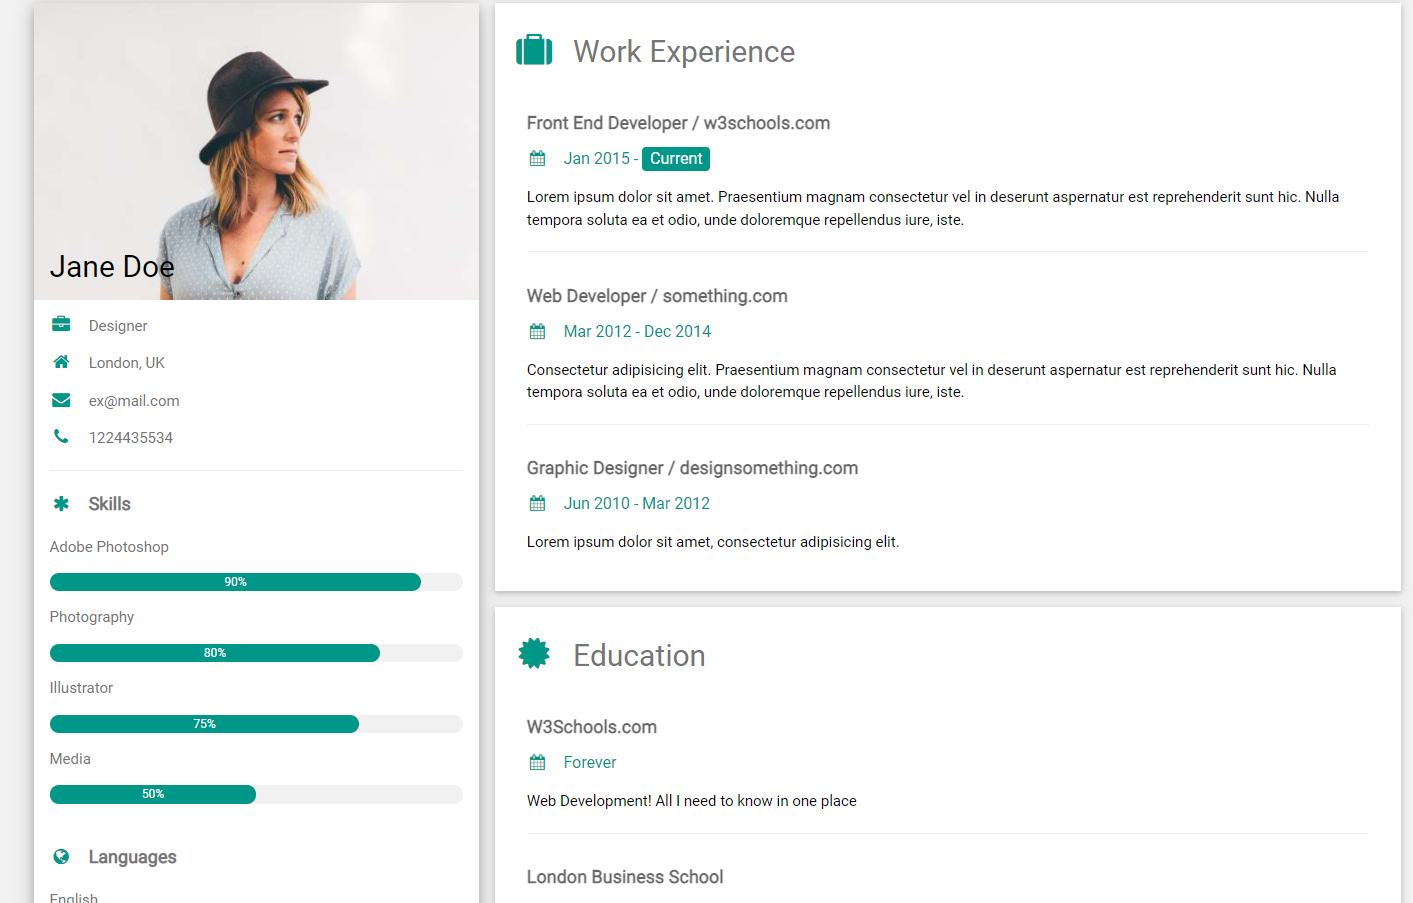 Jane Doe
Designer
London, UK
ex@mail.com
1224435534
Skills
Adobe Photoshop
90%
Photography
80%
Illustrator
75%
Media
50%
Languages
English
Work Experience
Front End Developer / w3schools.com
Jan 2015 - Current
Lorem ipsum dolor sit amet. Praesentium magnam consectetur vel in deserunt aspernatur est reprehenderit sunt hic. Nulla
tempora soluta ea et odio, unde doloremque repellendus iure, iste.
Web Developer / something.com
Mar 2012 - Dec 2014
Consectetur adipisicing elit. Praesentium magnam consectetur vel in deserunt aspernatur est reprehenderit sunt hic. Nulla
tempora soluta ea et odio, unde doloremque repellendus iure, iste.
Graphic Designer / designsomething.com
Jun 2010 - Mar 2012
Lorem ipsum dolor sit amet, consectetur adipisicing elit.
Education
W3Schools.com
Forever
Web Development! All I need to know in one place
London Business School